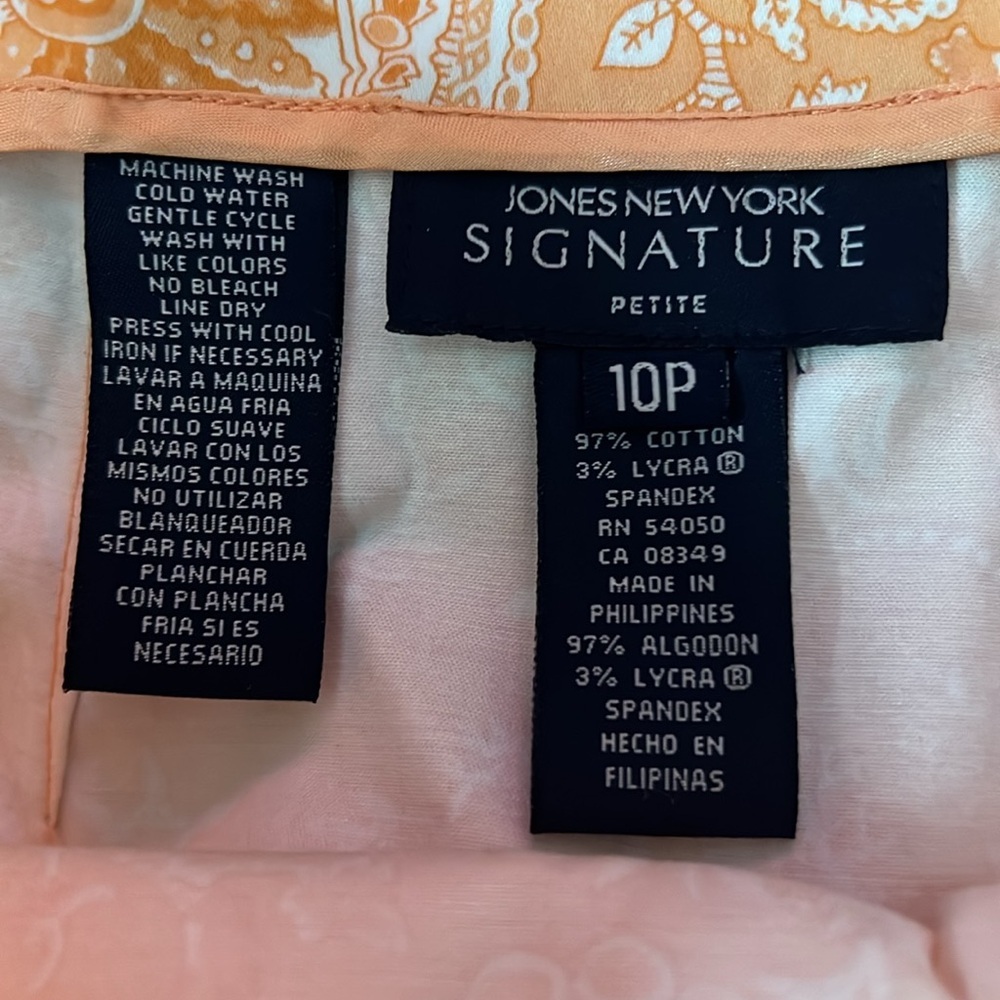 MACHINE WASH
COLD WATER
GENTLE CYCLE
WASH WITH
LIKE COLORS
NO BLEACH
LINE DRY
PRESS WITH COOL
IRON IF NECESSARY
LAVAR A MAQUINA
EN AGUA FRIA
CICLO SUAVE
LAVAR CON LOS
MISMOS COLORES
NO UTILIZAR
BLANQUEADOR
SECAR EN CUERDA
PLANCHAR
CON PLANCHA
FRIA SI ES
NECESARIO
JONES NEW YORK
SIGNATURE
PETITE
10P
97% COTTON
3% LYCRA ®
SPANDEX
RN 54050
CA 08349
MADE IN
PHILIPPINES
97% ALGODON
3% LYCRA ®
SPANDEX
HECHO EN
FILIPINAS